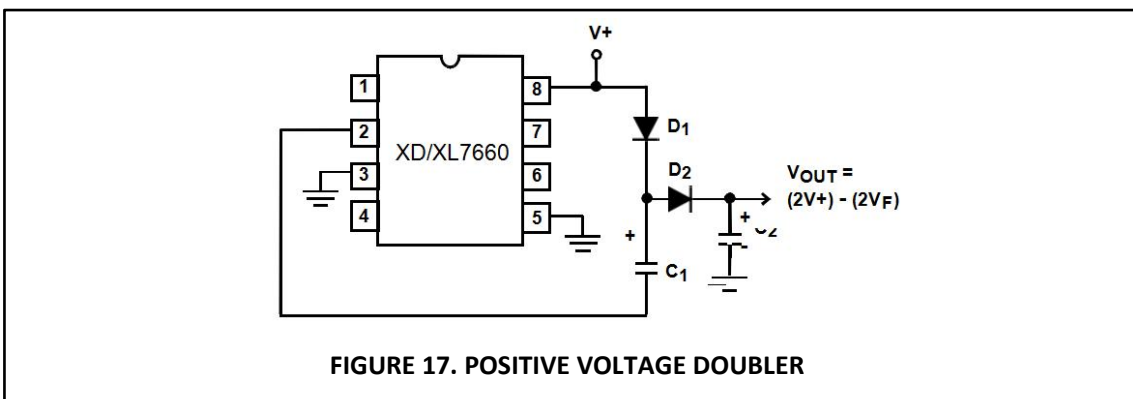 V+
1
2
3
4
8
7
6
5
XD/XL7660
D1
D2
VOUT =
(2V+) - (2VF)
+
+
-
C1
FIGURE 17. POSITIVE VOLTAGE DOUBLER